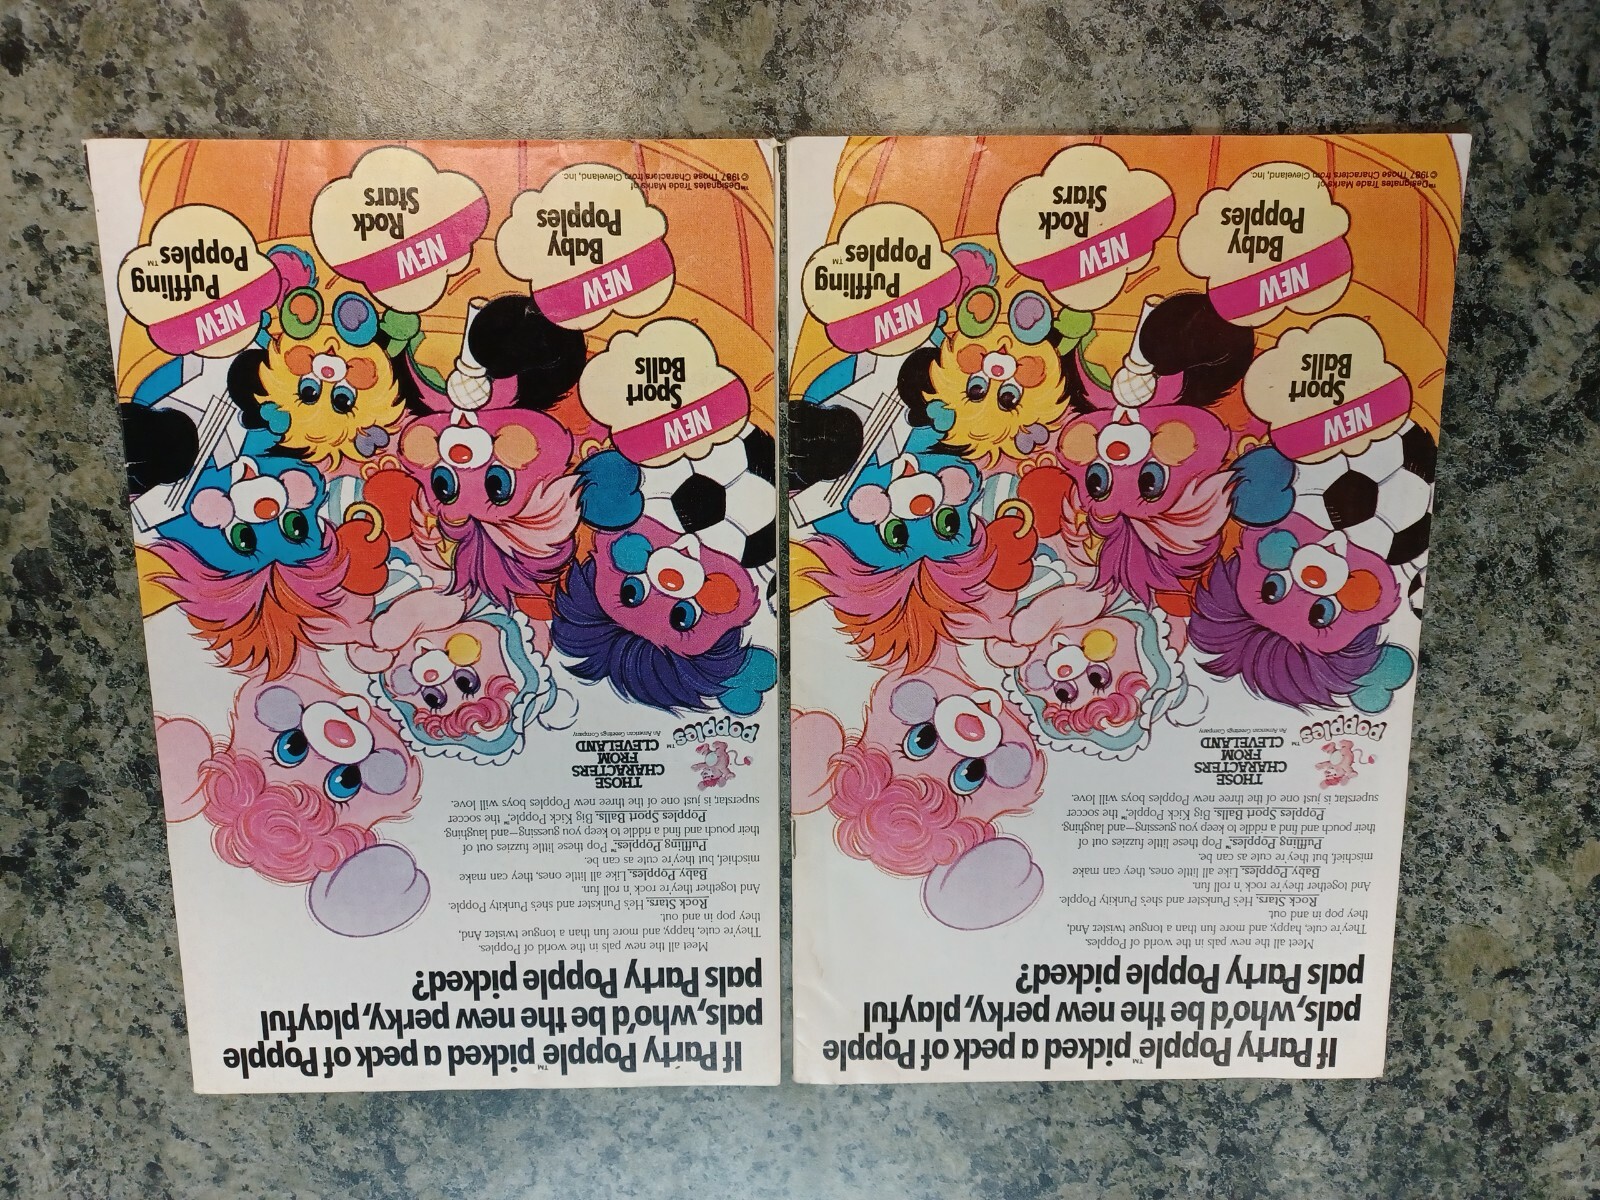 If Party Popple™ picked a peck of Popple
pals, who'd be the new perky, playful
pals Party Popple picked?
Meet all the new pals in the world of Popples.
They're cute, happy, and more fun than a tongue twister. And,
they pop in and out.
Rock Stars. He's Punkster and she's Punkity Popple.
And together they're rock 'n roll fun.
Baby Popples. Like all little ones, they can make
mischief, but they're cute as can be.
Puffling Popples.™ Pop these little fuzzies out of
their pouch and find a riddle to keep you guessing—and laughing.
Popples Sport Balls. Big Kick Popple,™ the soccer
superstar, is just one of the three new Popples boys will love.
popples™
THOSE
CHARACTERS
FROM
CLEVELAND
An American Greetings Company
NEW
Sport
Balls
NEW
Baby
Popples
NEW
Rock
Stars
NEW
Puffling
Popples™
™Designates Trade Marks of
© 1987 Those Characters from Cleveland, Inc.
If Party Popple™ picked a peck of Popple
pals, who'd be the new perky, playful
pals Party Popple picked?
Meet all the new pals in the world of Popples.
They're cute, happy, and more fun than a tongue twister. And,
they pop in and out.
Rock Stars. He's Punkster and she's Punkity Popple.
And together they're rock 'n roll fun.
Baby Popples. Like all little ones, they can make
mischief, but they're cute as can be.
Puffling Popples.™ Pop these little fuzzies out of
their pouch and find a riddle to keep you guessing—and laughing.
Popples Sport Balls. Big Kick Popple,™ the soccer
superstar, is just one of the three new Popples boys will love.
popples™
THOSE
CHARACTERS
FROM
CLEVELAND
An American Greetings Company
NEW
Sport
Balls
NEW
Baby
Popples
NEW
Rock
Stars
NEW
Puffling
Popples™
™Designates Trade Marks of
© 1987 Those Characters from Cleveland, Inc.